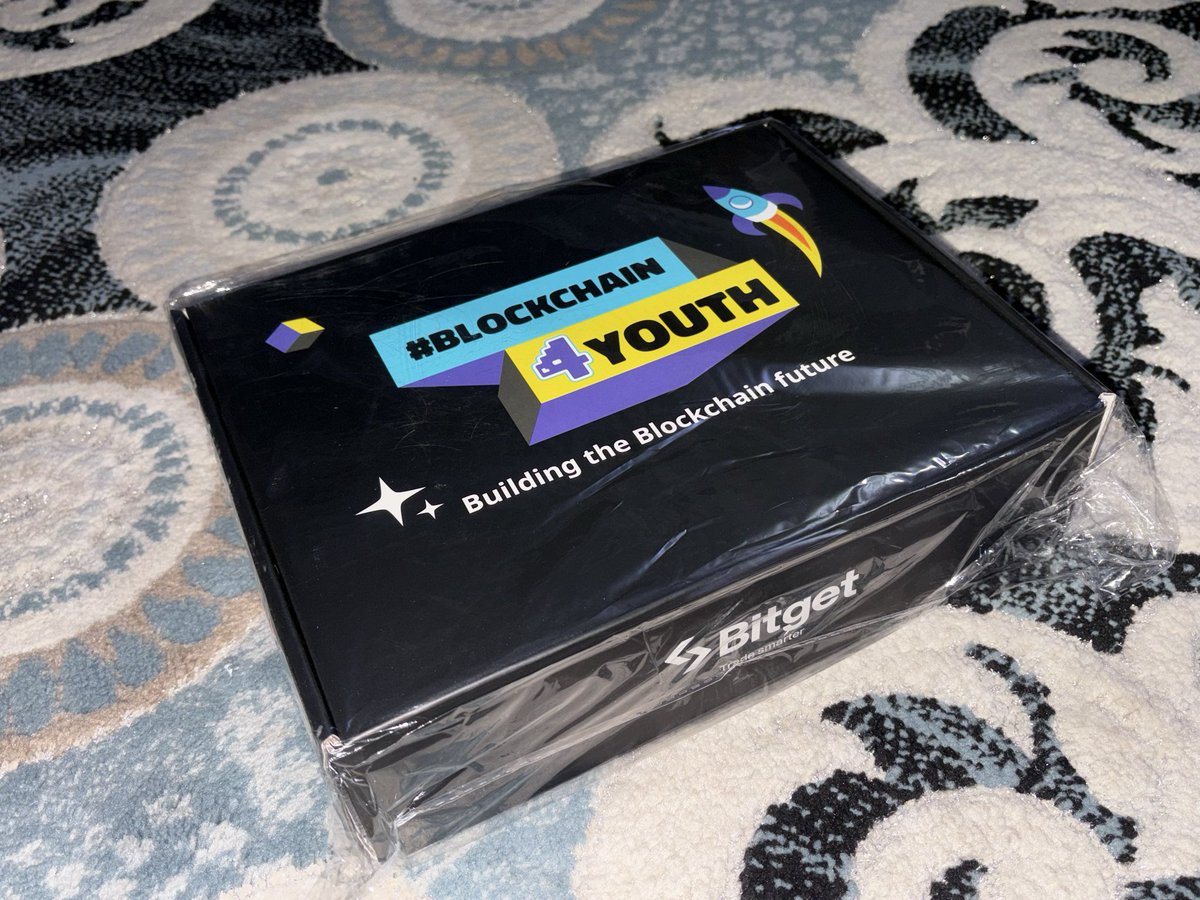 #BLOCKCHAIN
4YOUTH
Building the Blockchain future
Bitget
Trade smarter